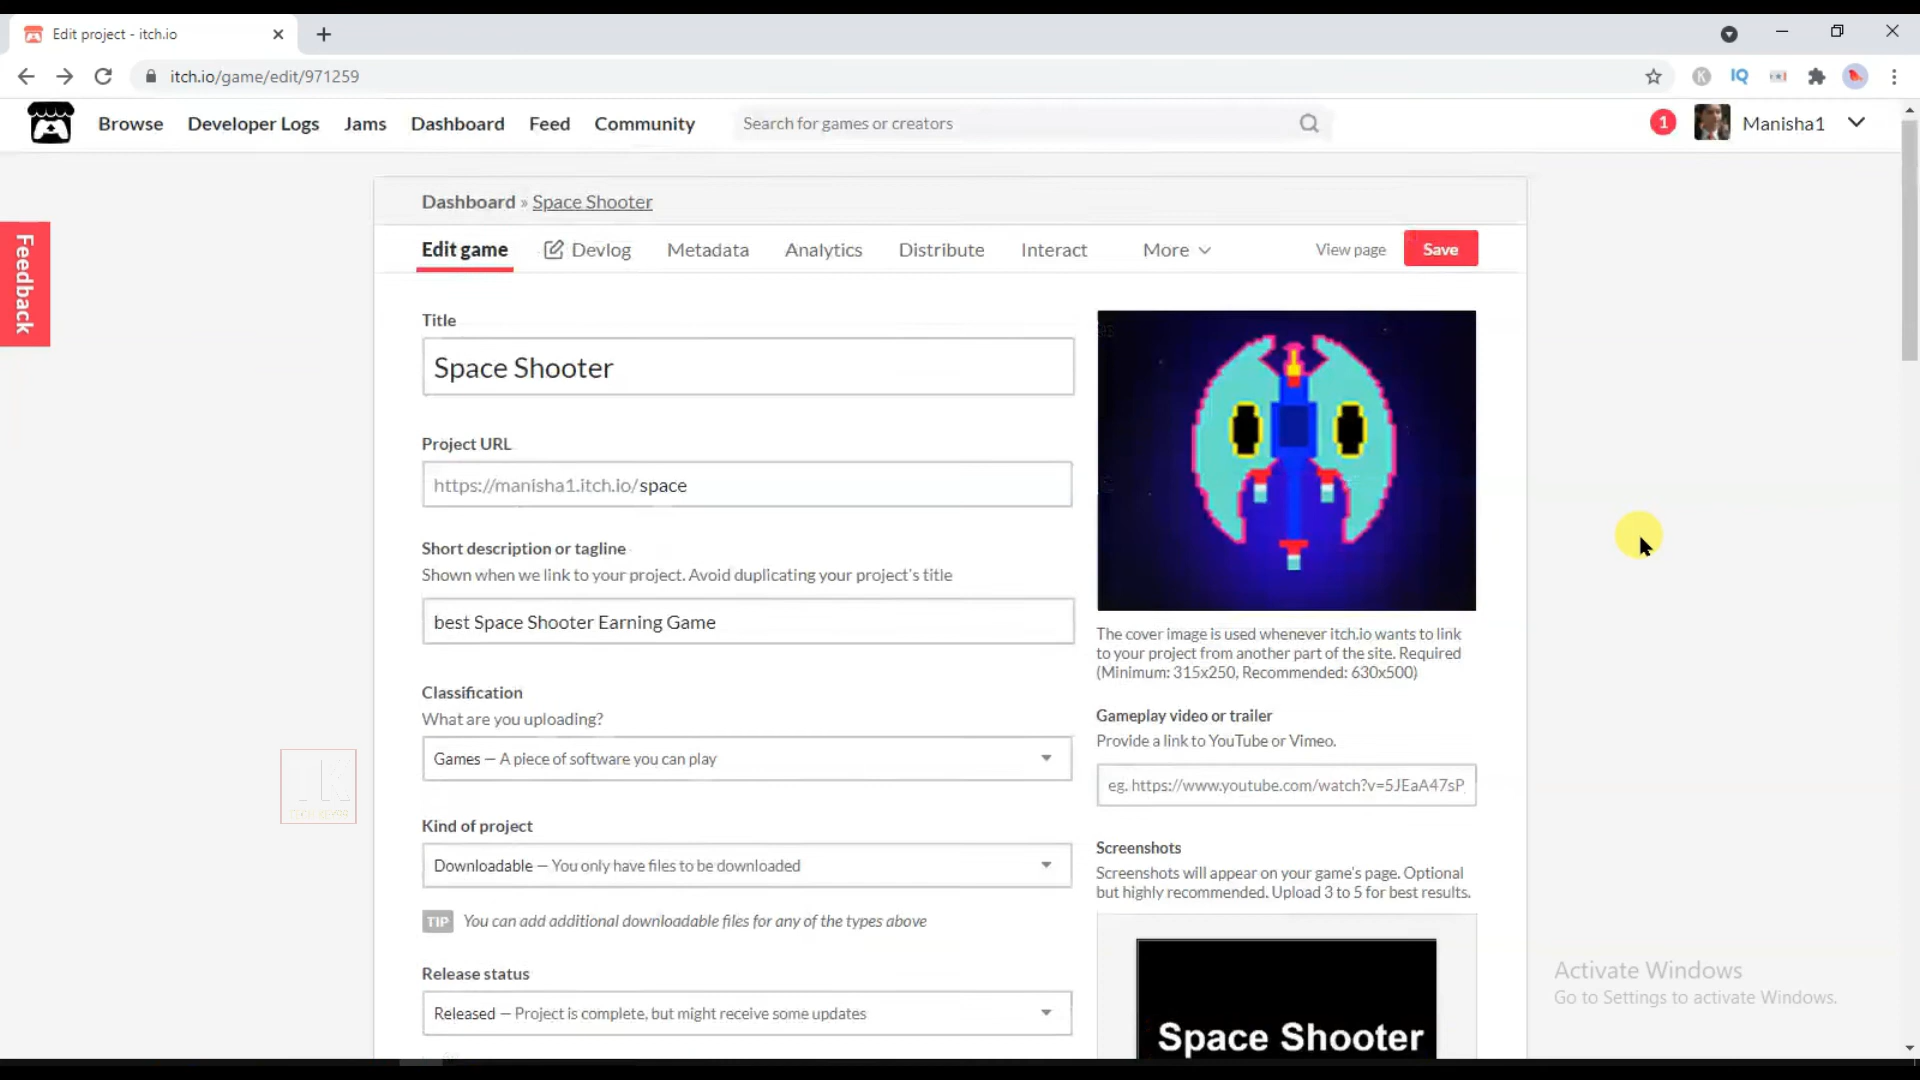 Edit project - itch.io
itch.io/game/edit/971259
IQ
K
Browse
Developer Logs
Jams
Dashboard
Feed
Community
Search for games or creators
1
Manisha1
Feedback
Dashboard » Space Shooter
Edit game
Devlog
Metadata
Analytics
Distribute
Interact
More
View page
Save
Title
Space Shooter
Project URL
https://manisha1.itch.io/space
Short description or tagline
Shown when we link to your project. Avoid duplicating your project's title
best Space Shooter Earning Game
Classification
What are you uploading?
Games — A piece of software you can play
Kind of project
Downloadable — You only have files to be downloaded
TIP You can add additional downloadable files for any of the types above
Release status
Released — Project is complete, but might receive some updates
The cover image is used whenever itch.io wants to link
to your project from another part of the site. Required
(Minimum: 315x250, Recommended: 630x500)
Gameplay video or trailer
Provide a link to YouTube or Vimeo.
eg. https://www.youtube.com/watch?v=5JEaA47sP
Screenshots
Screenshots will appear on your game's page. Optional
but highly recommended. Upload 3 to 5 for best results.
Space Shooter
TK
Activate Windows
Go to Settings to activate Windows.